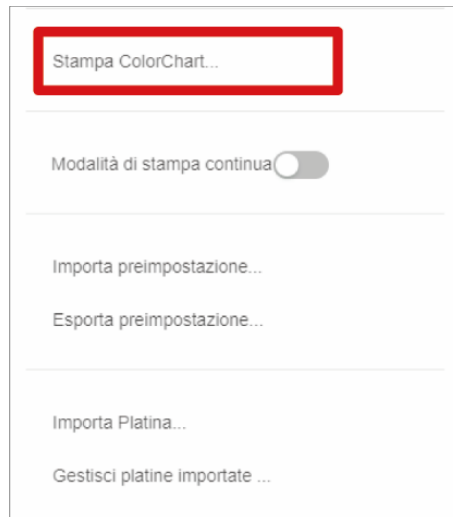 Stampa ColorChart...
Modalità di stampa continua
Importa preimpostazione...
Esporta preimpostazione...
Importa Platina...
Gestisci platine importate ...